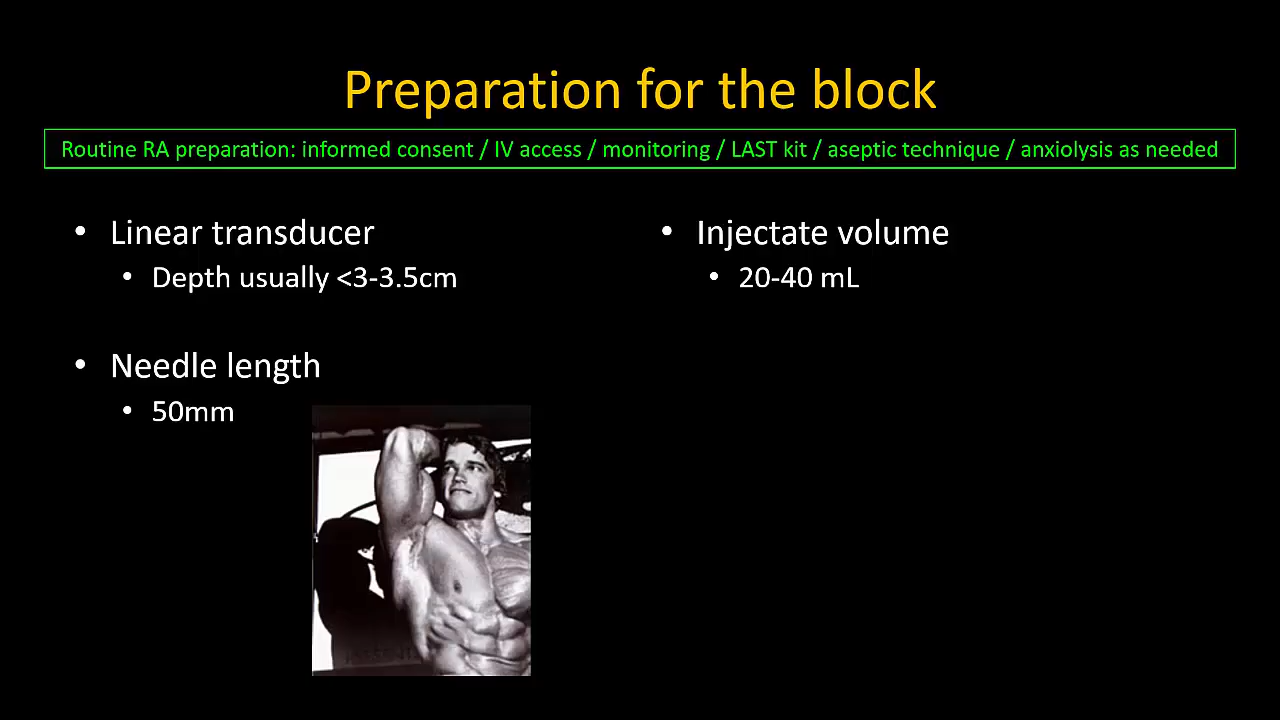 Preparation for the block
Routine RA preparation: informed consent / IV access / monitoring / LAST kit / aseptic technique / anxiolysis as needed
• Linear transducer
• Depth usually <3-3.5cm
• Needle length
• 50mm
• Injectate volume
• 20-40 mL